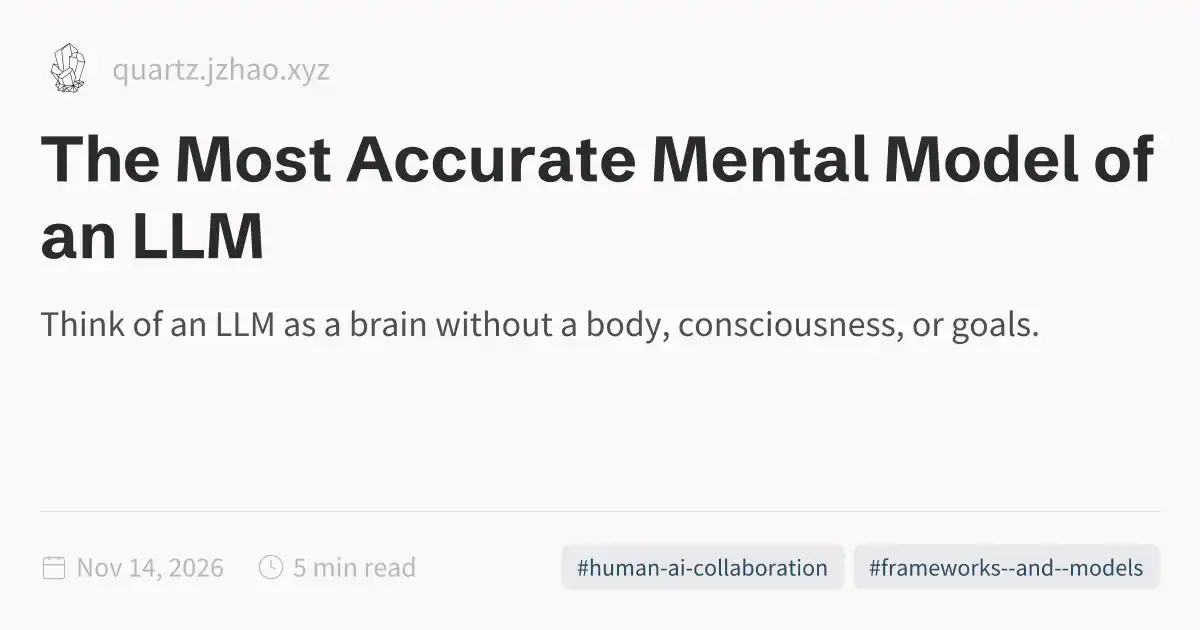 quartz.jzhao.xyz
The Most Accurate Mental Model of
an LLM
Think of an LLM as a brain without a body, consciousness, or goals.
Nov 14, 2026
5 min read
#human-ai-collaboration
#frameworks--and--models